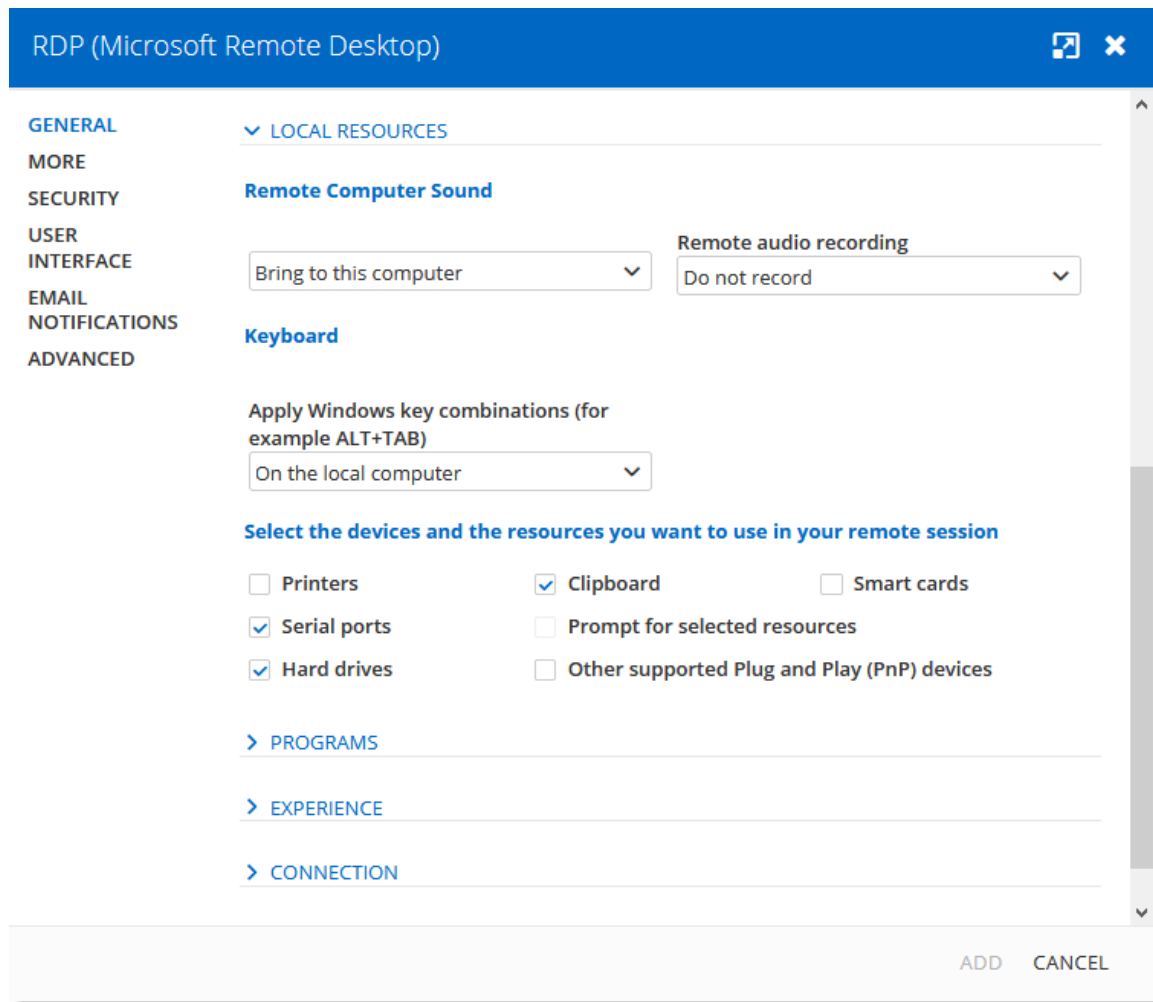 RDP (Microsoft Remote Desktop)
GENERAL
MORE
SECURITY
USER
INTERFACE
EMAIL
NOTIFICATIONS
ADVANCED
LOCAL RESOURCES
Remote Computer Sound
Bring to this computer
Remote audio recording
Do not record
Keyboard
Apply Windows key combinations (for
example ALT+TAB)
On the local computer
Select the devices and the resources you want to use in your remote session
Printers
Clipboard
Smart cards
Serial ports
Prompt for selected resources
Hard drives
Other supported Plug and Play (PnP) devices
PROGRAMS
EXPERIENCE
CONNECTION
ADD
CANCEL